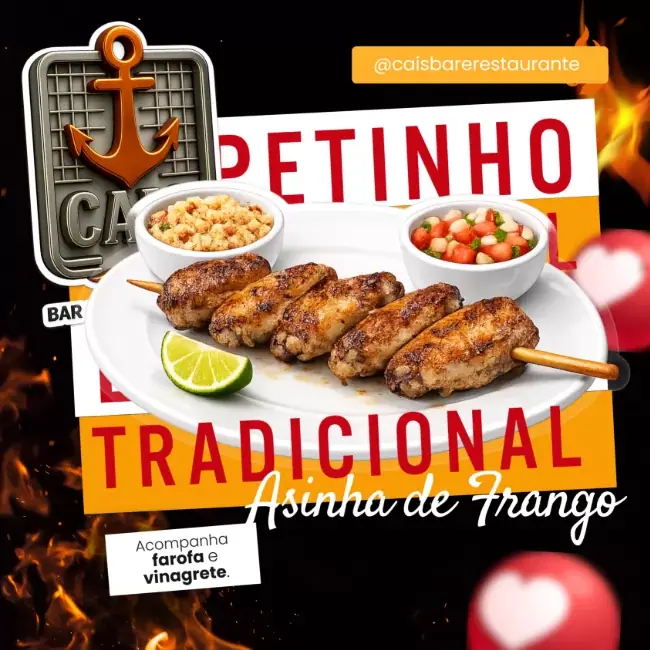 @caisbarerestaurante
PETINHO
TRADICIONAL
Asinha de Frango
BAR
Acompanha
farofa e
vinagrete.